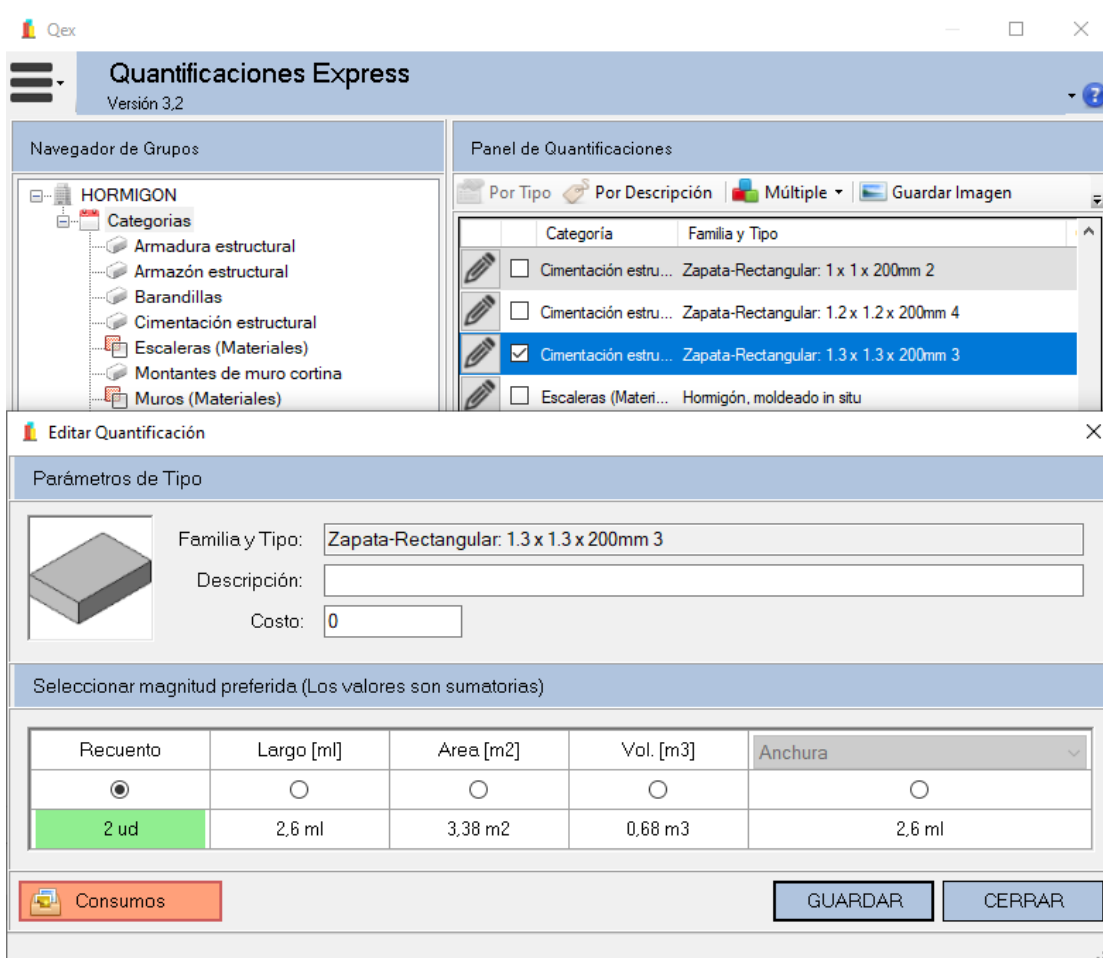 Qex
Quantificaciones Express
Versión 3,2
?
Navegador de Grupos
Panel de Quantificaciones
HORMIGON
Categorias
Armadura estructural
Armazón estructural
Barandillas
Cimentación estructural
Escaleras (Materiales)
Montantes de muro cortina
Muros (Materiales)
Por Tipo Por Descripción Múltiple Guardar Imagen
Categoría Familia y Tipo
Cimentación estru... Zapata-Rectangular: 1 x 1 x 200mm 2
Cimentación estru... Zapata-Rectangular: 1.2 x 1.2 x 200mm 4
Cimentación estru... Zapata-Rectangular: 1.3 x 1.3 x 200mm 3
Escaleras (Materi... Hormigón, moldeado in situ
Editar Quantificación
Parámetros de Tipo
Familia y Tipo: Zapata-Rectangular: 1.3 x 1.3 x 200mm 3
Descripción:
Costo: 0
Seleccionar magnitud preferida (Los valores son sumatorias)
Recuento Largo [ml] Area [m2] Vol. [m3] Anchura
2 ud 2,6 ml 3,38 m2 0,68 m3 2,6 ml
Consumos GUARDAR CERRAR